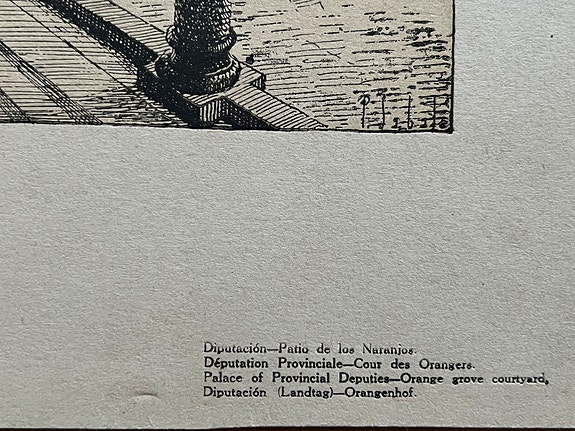 Diputación—Patio de los Naranjos.
Députation Provinciale—Cour des Orangers.
Palace of Provincial Deputies—Orange grove courtyard,
Diputación (Landtag)—Orangenhof.